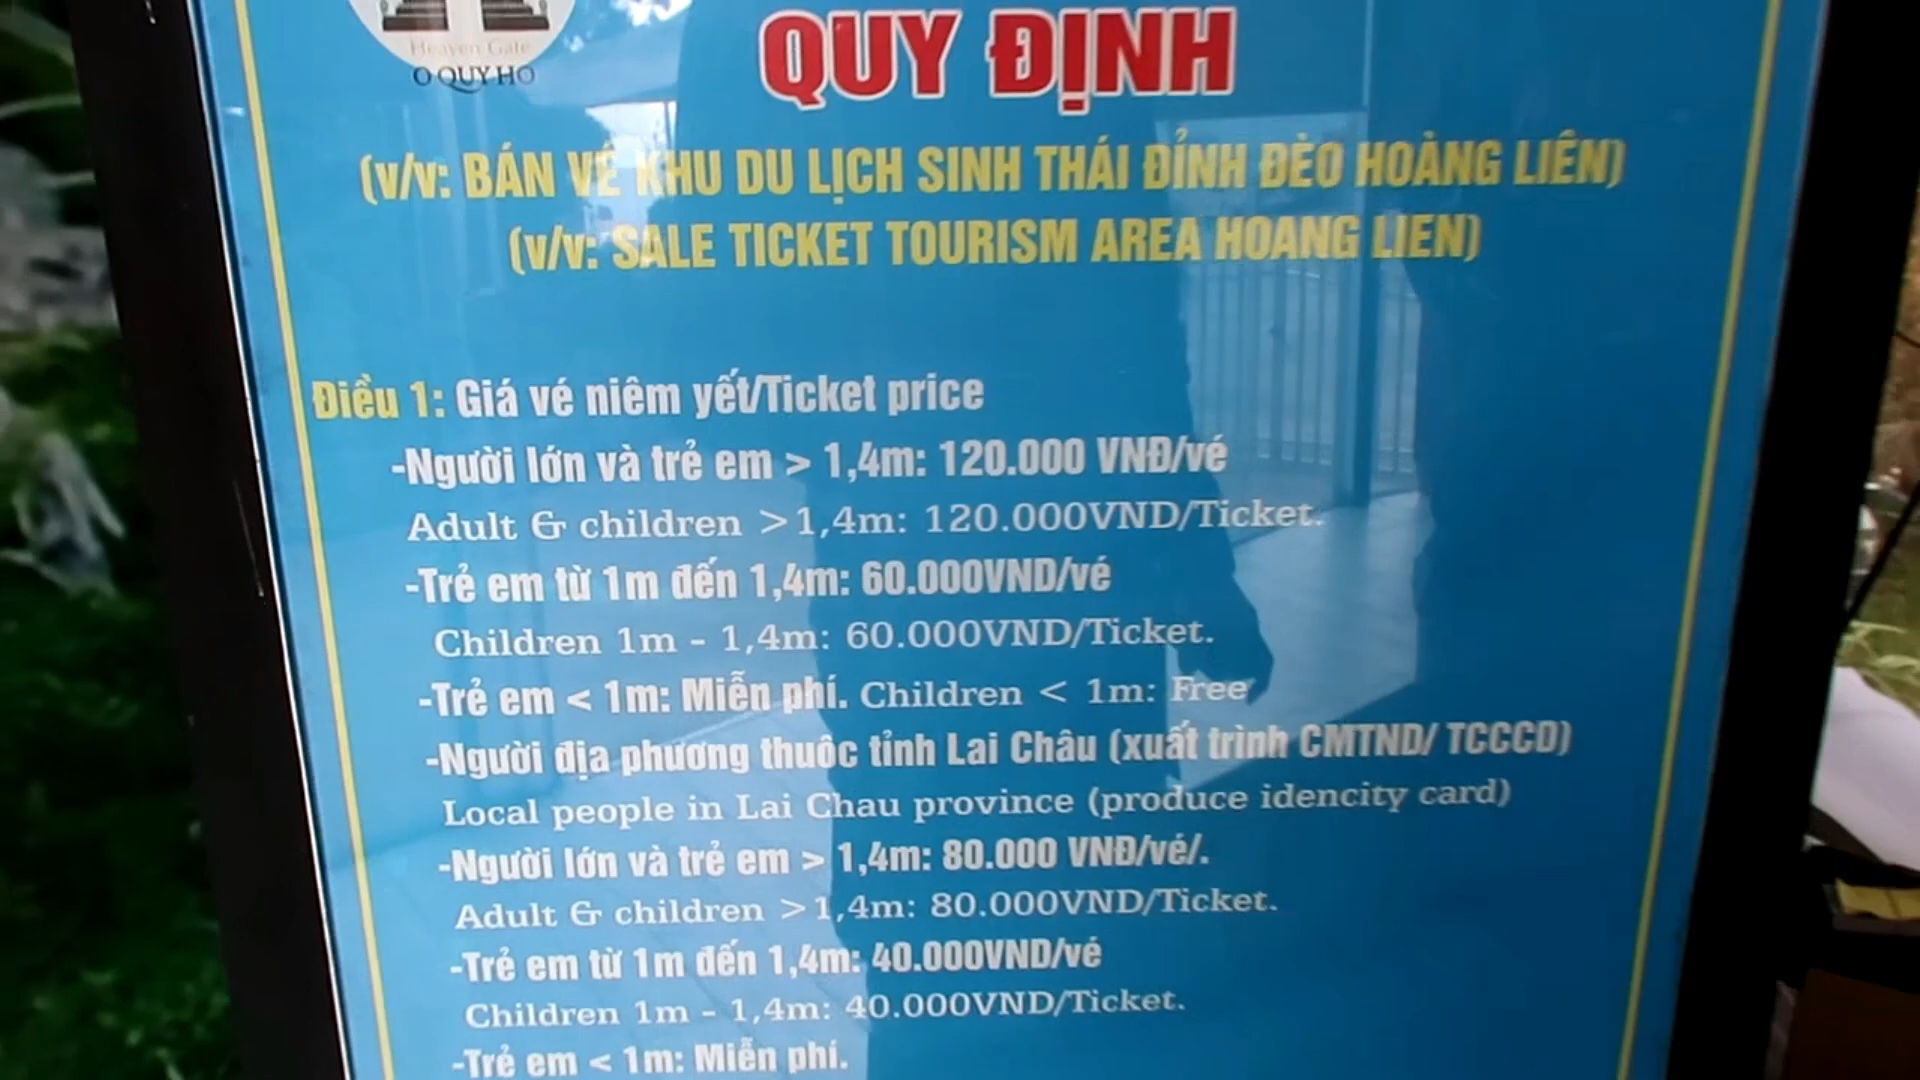 Heaven Gate
O QUY HO
QUY ĐỊNH
(v/v: BÁN VÉ KHU DU LỊCH SINH THÁI ĐỈNH ĐÈO HOÀNG LIÊN)
(v/v: SALE TICKET TOURISM AREA HOANG LIEN)
Điều 1: Giá vé niêm yết/Ticket price
-Người lớn và trẻ em > 1,4m: 120.000 VNĐ/vé
Adult & children >1,4m: 120.000VND/Ticket.
-Trẻ em từ 1m đến 1,4m: 60.000VND/vé
Children 1m - 1,4m: 60.000VND/Ticket.
-Trẻ em < 1m: Miễn phí. Children < 1m: Free
-Người địa phương thuộc tỉnh Lai Châu (xuất trình CMTND/ TCCCD)
Local people in Lai Chau province (produce idencity card)
-Người lớn và trẻ em > 1,4m: 80.000 VNĐ/vé/.
Adult & children >1,4m: 80.000VND/Ticket.
-Trẻ em từ 1m đến 1,4m: 40.000VND/vé
Children 1m - 1,4m: 40.000VND/Ticket.
-Trẻ em < 1m: Miễn phí.